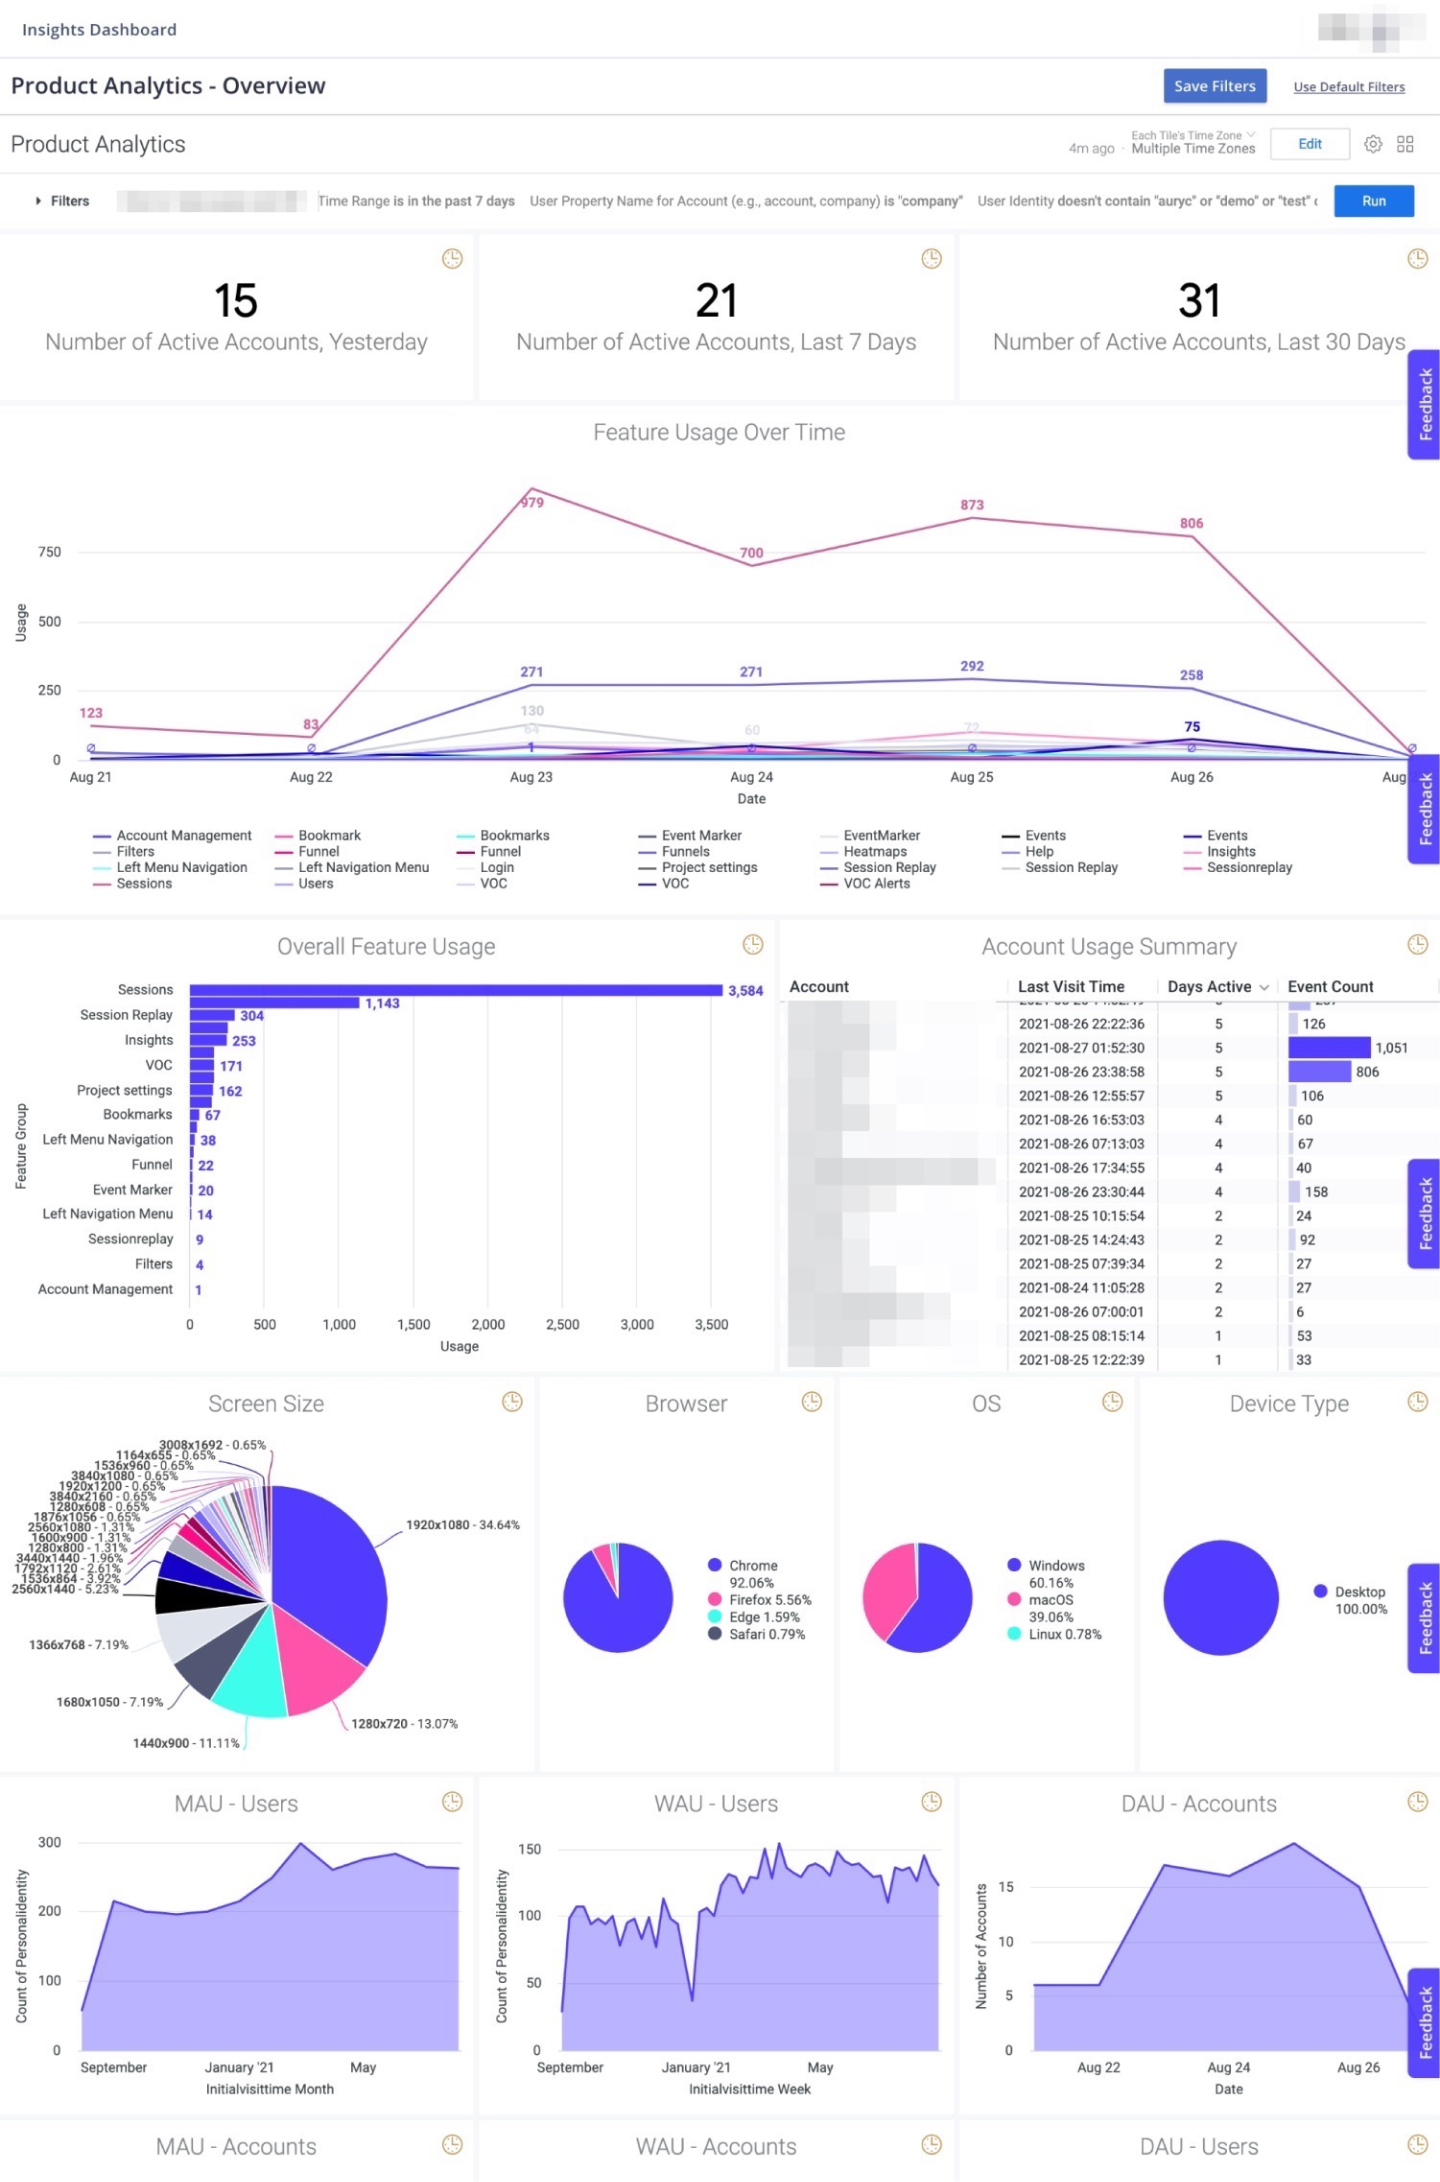 Insights Dashboard
Product Analytics - Overview
Save Filters
Use Default Filters
Product Analytics
4m ago · Each Tile's Time Zone
Multiple Time Zones
Edit
Filters
Time Range is in the past 7 days User Property Name for Account (e.g., account, company) is "company" User Identity doesn't contain "auryc" or "demo" or "test"
Run
15
Number of Active Accounts, Yesterday
21
Number of Active Accounts, Last 7 Days
31
Number of Active Accounts, Last 30 Days
Feedback
Feature Usage Over Time
Usage
750
500
250
0
123
83
979
700
873
806
271
271
292
258
130
64
60
72
75
1
Aug 21
Aug 22
Aug 23
Aug 24
Aug 25
Aug 26
Aug
Date
Feedback
Account Management Bookmark Bookmarks Event Marker EventMarker Events Events
Filters Funnel Funnel Funnels Heatmaps Help Insights
Left Menu Navigation Left Navigation Menu Login Project settings Session Replay Session Replay Sessionreplay
Sessions Users VOC VOC VOC Alerts
Overall Feature Usage
Feature Group
Sessions 3,584
1,143
Session Replay 304
Insights 253
VOC 171
Project settings 162
Bookmarks 67
Left Menu Navigation 38
Funnel 22
Event Marker 20
Left Navigation Menu 14
Sessionreplay 9
Filters 4
Account Management 1
0 500 1,000 1,500 2,000 2,500 3,000 3,500
Usage
Account Usage Summary
Account Last Visit Time Days Active Event Count
2021-08-26 22:22:36 5 126
2021-08-27 01:52:30 5 1,051
2021-08-26 23:38:58 5 806
2021-08-26 12:55:57 5 106
2021-08-26 16:53:03 4 60
2021-08-26 07:13:03 4 67
2021-08-26 17:34:55 4 40
2021-08-26 23:30:44 4 158
2021-08-25 10:15:54 2 24
2021-08-25 14:24:43 2 92
2021-08-25 07:39:34 2 27
2021-08-24 11:05:28 2 27
2021-08-26 07:00:01 2 6
2021-08-25 08:15:14 1 53
2021-08-25 12:22:39 1 33
Feedback
Screen Size
3008x1692 - 0.65%
1164x655 - 0.65%
1536x960 - 0.65%
3840x1080 - 0.65%
1920x1200 - 0.65%
3840x2160 - 0.65%
1280x608 - 0.65%
1876x1056 - 0.65%
2560x1080 - 1.31%
1600x900 - 1.31%
1280x800 - 1.31%
3440x1440 - 1.96%
1792x1120 - 2.61%
1536x864 - 3.92%
2560x1440 - 5.23%
1366x768 - 7.19%
1680x1050 - 7.19%
1440x900 - 11.11%
1280x720 - 13.07%
1920x1080 - 34.64%
Browser
Chrome
92.06%
Firefox 5.56%
Edge 1.59%
Safari 0.79%
OS
Windows
60.16%
macOS
39.06%
Linux 0.78%
Device Type
Desktop
100.00%
Feedback
MAU - Users
Count of Personalidentity
300
200
100
0
September January '21 May
Initialvisittime Month
WAU - Users
Count of Personalidentity
150
100
50
0
September January '21 May
Initialvisittime Week
DAU - Accounts
Number of Accounts
15
10
5
0
Aug 22 Aug 24 Aug 26
Date
Feedback
MAU - Accounts
WAU - Accounts
DAU - Users